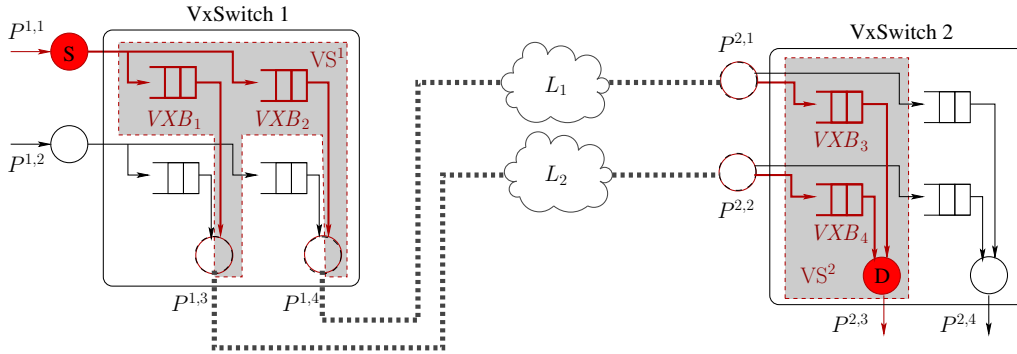 VxSwitch 1
P^{1,1}
S
VS^1
VXB_1
VXB_2
P^{1,2}
P^{1,3}
P^{1,4}
L_1
L_2
VxSwitch 2
P^{2,1}
VXB_3
P^{2,2}
VXB_4
VS^2
D
P^{2,3}
P^{2,4}